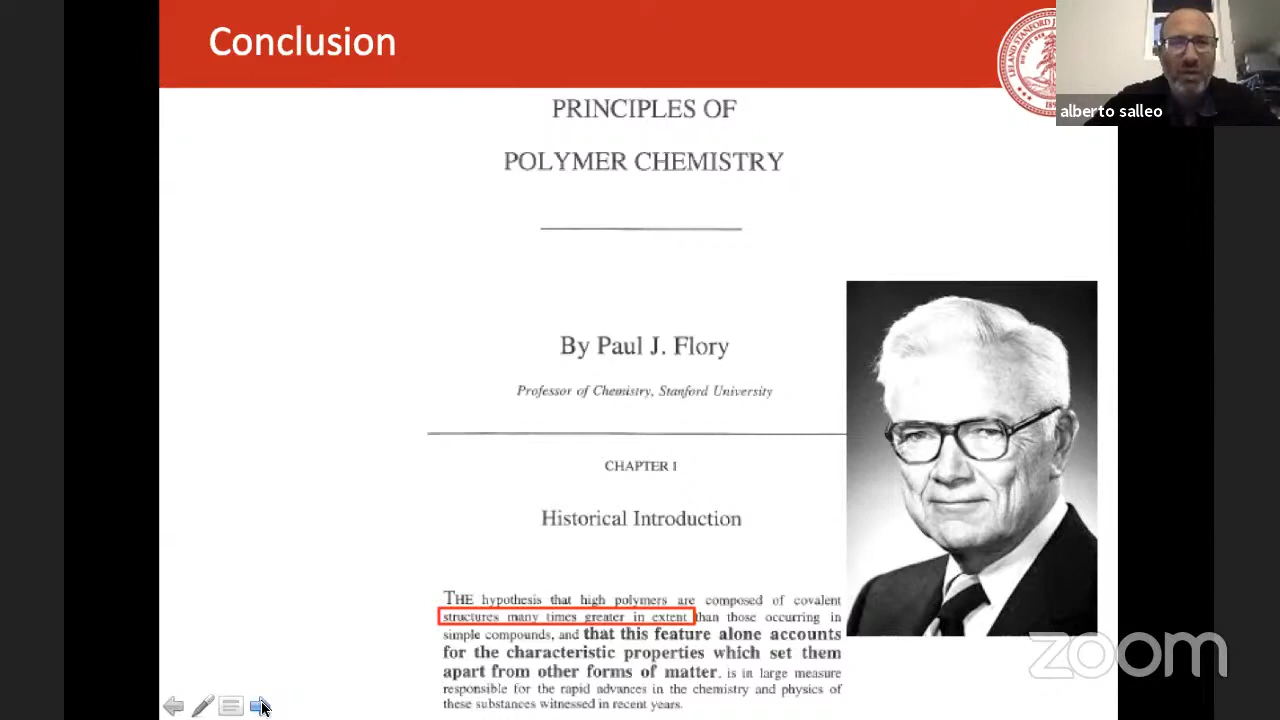 Conclusion
alberto salleo
PRINCIPLES OF
POLYMER CHEMISTRY
By Paul J. Flory
Professor of Chemistry, Stanford University
CHAPTER I
Historical Introduction
THE hypothesis that high polymers are composed of covalent
structures many times greater in extent than those occurring in
simple compounds, and that this feature alone accounts
for the characteristic properties which set them
apart from other forms of matter, is in large measure
responsible for the rapid advances in the chemistry and physics of
these substances witnessed in recent years.
zoom